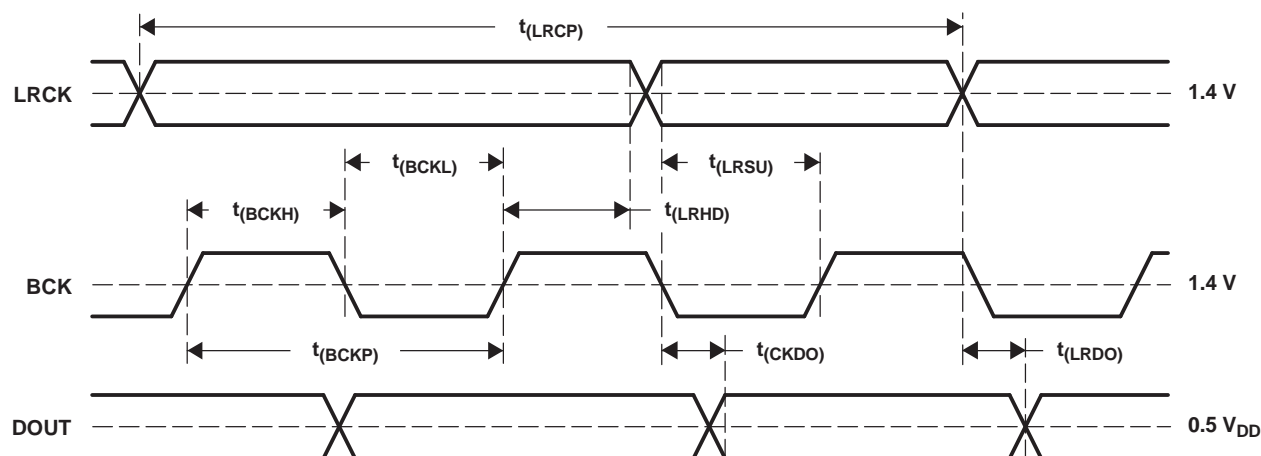 t(LRCP)
LRCK
1.4 V
t(BCKL)
t(LRSU)
t(BCKH)
t(LRHD)
BCK
1.4 V
t(BCKP)
t(CKDO)
t(LRDO)
DOUT
0.5 VDD